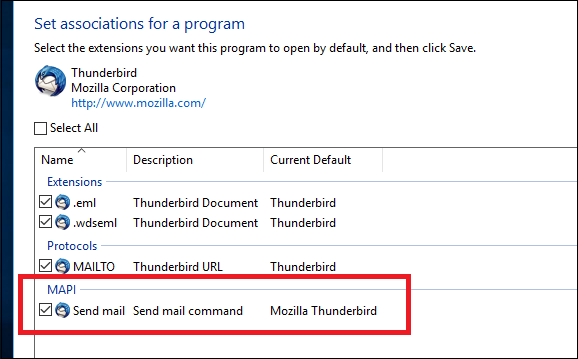 Set associations for a program
Select the extensions you want this program to open by default, and then click Save.
Thunderbird
Mozilla Corporation
http://www.mozilla.com/
Select All
Name Description Current Default
Extensions
.eml Thunderbird Document Thunderbird
.wdseml Thunderbird Document Thunderbird
Protocols
MAILTO Thunderbird URL Thunderbird
MAPI
Send mail Send mail command Mozilla Thunderbird